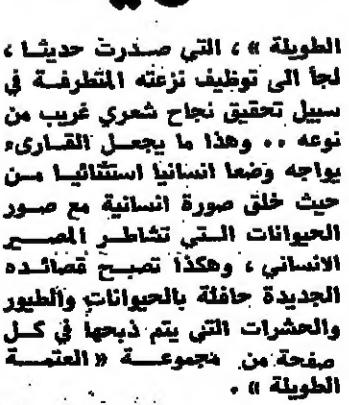 الطويلة » ، التي صدرت حديثا ،
لجأ الى توظيف نزعته المتطرفة في
سبيل تحقيق نجاح شعري غريب من
نوعه ٠٠ وهذا ما يجعل القارىء
يواجه وضعا انسانيا استثنائيا من
حيث خلق صورة انسانية مع صور
الحيوانات التي تشاطر المصير
الانساني ، وهكذا تصبح قصائده
الجديدة حافلة بالحيوانات والطيور
والحشرات التي يتم ذبحها في كل
صفحة من مجموعة « العتمة
الطويلة » ٠